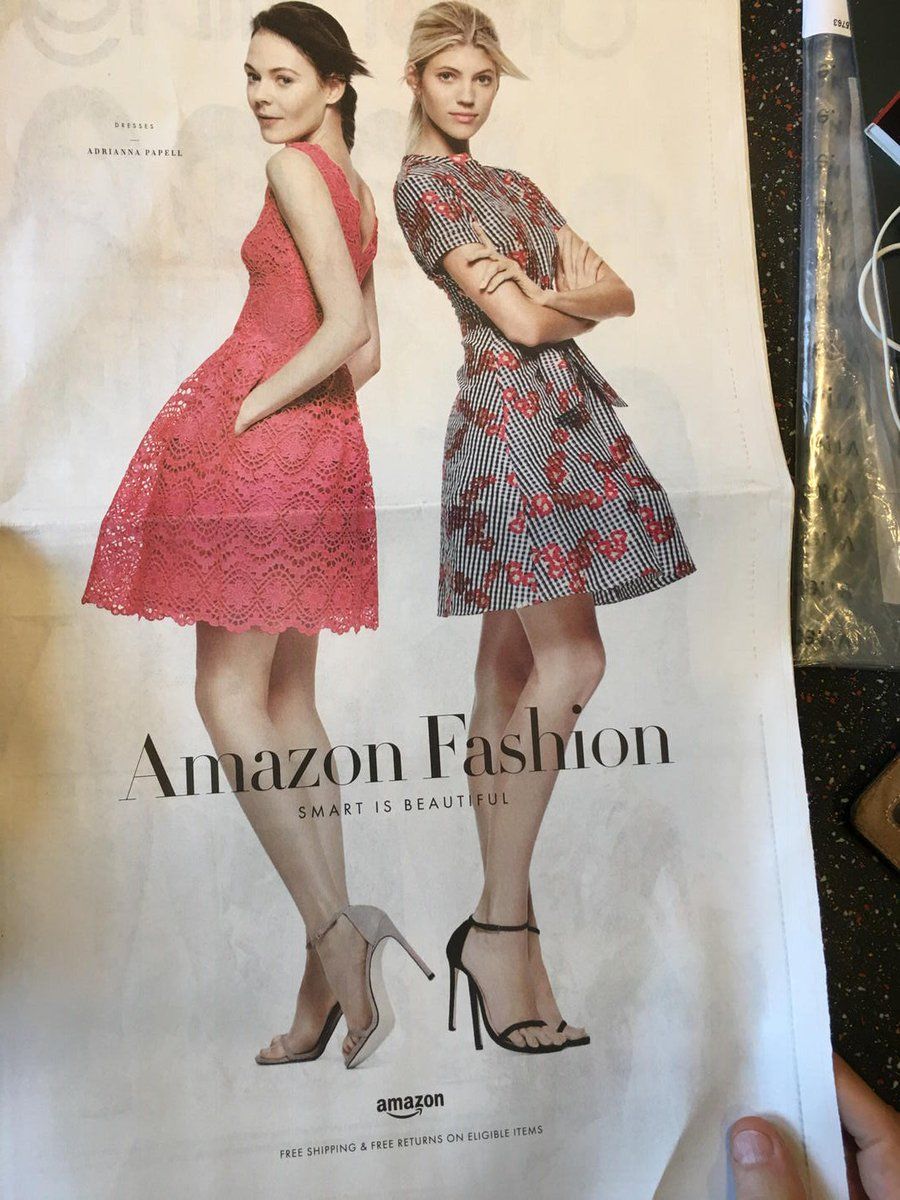 DRESSES
ADRIANNA PAPELL
Amazon Fashion
SMART IS BEAUTIFUL
amazon
FREE SHIPPING & FREE RETURNS ON ELIGIBLE ITEMS